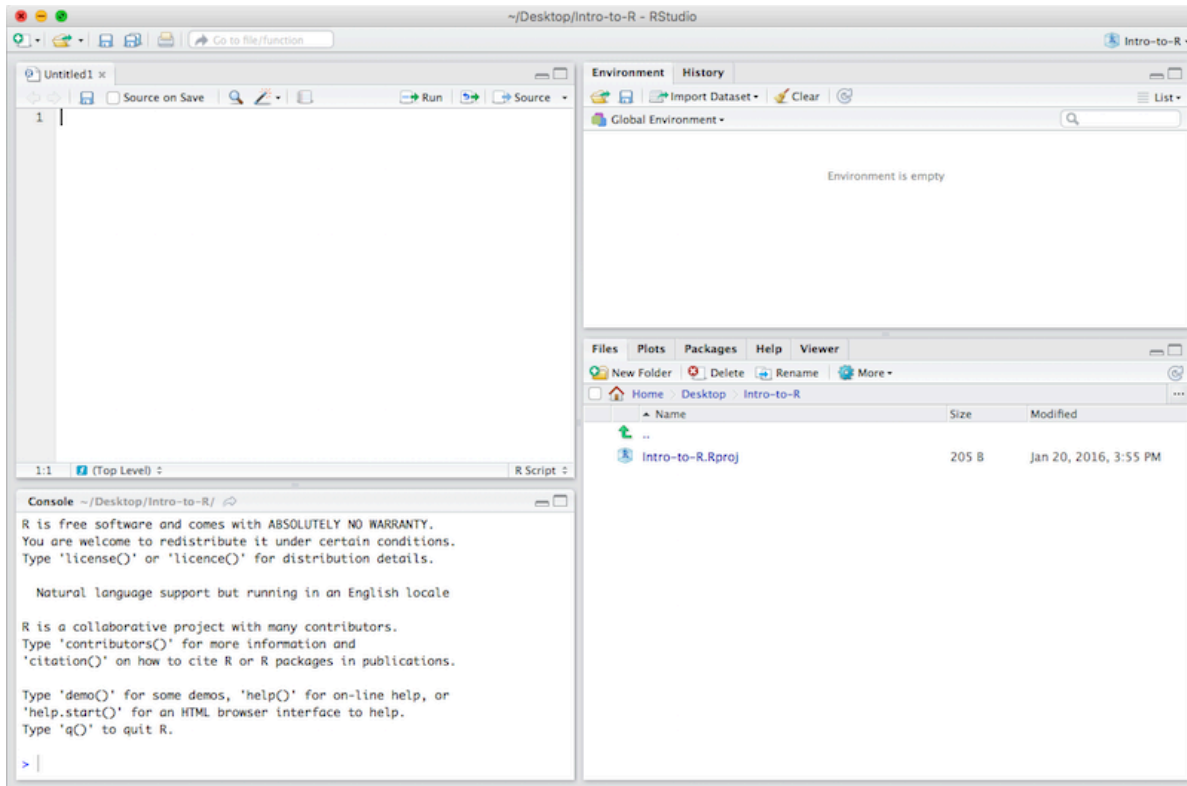 ~/Desktop/Intro-to-R - RStudio
Go to file/function
Intro-to-R
Untitled1
Source on Save
Run
Source
1
1:1
(Top Level)
R Script
Console ~/Desktop/Intro-to-R/
R is free software and comes with ABSOLUTELY NO WARRANTY.
You are welcome to redistribute it under certain conditions.
Type 'license()' or 'licence()' for distribution details.
Natural language support but running in an English locale
R is a collaborative project with many contributors.
Type 'contributors()' for more information and
'citation()' on how to cite R or R packages in publications.
Type 'demo()' for some demos, 'help()' for on-line help, or
'help.start()' for an HTML browser interface to help.
Type 'q()' to quit R.
>
Environment History
Import Dataset Clear List
Global Environment
Environment is empty
Files Plots Packages Help Viewer
New Folder Delete Rename More
Home Desktop Intro-to-R
Name Size Modified
..
Intro-to-R.Rproj 205 B Jan 20, 2016, 3:55 PM